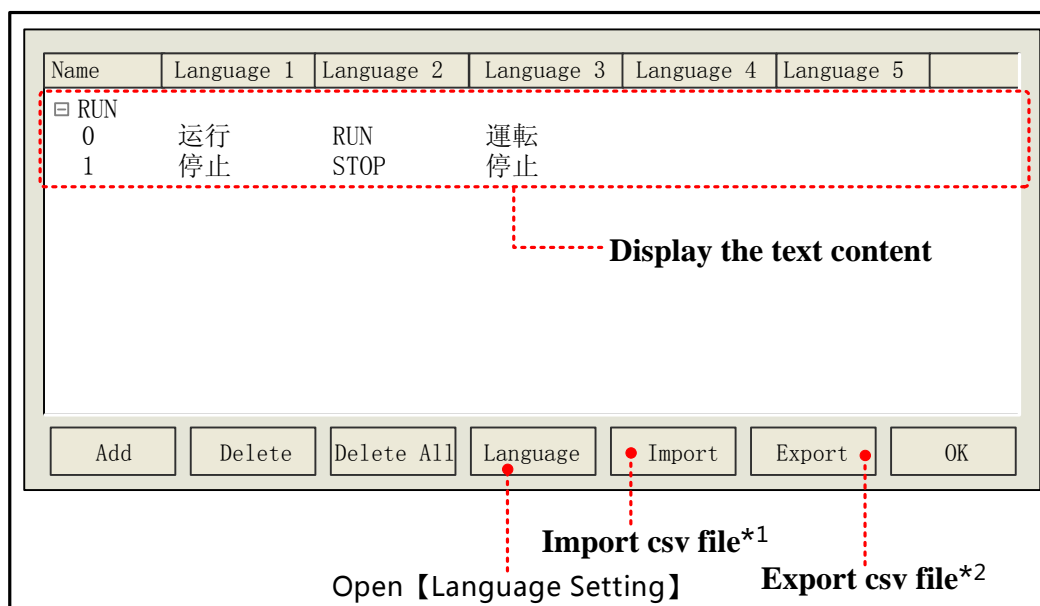 Name Language 1 Language 2 Language 3 Language 4 Language 5
RUN
0 运行 RUN 運転
1 停止 STOP 停止
Display the text content
Add Delete Delete All Language Import Export OK
Import csv file*1
Open【Language Setting】 Export csv file*2